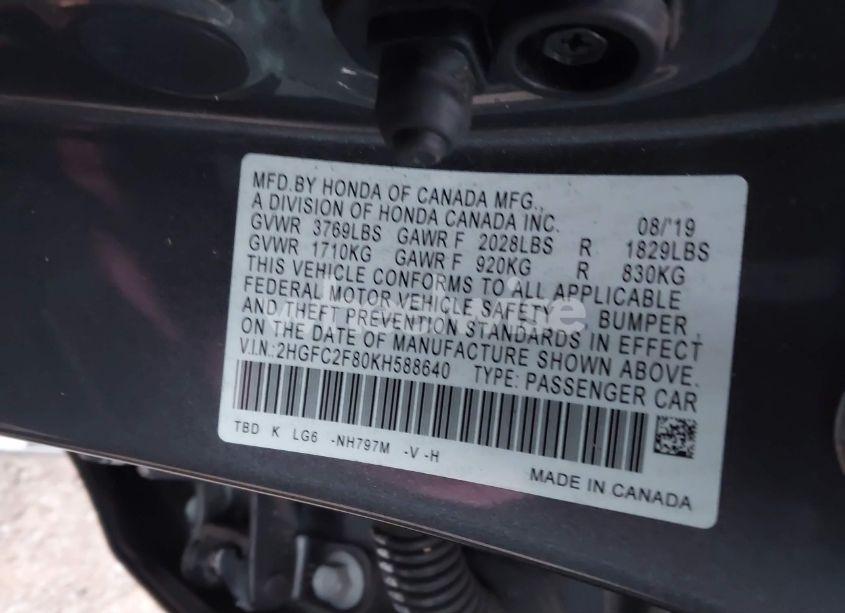 MFD.BY HONDA OF CANADA MFG.,
A DIVISION OF HONDA CANADA INC. 08/'19
GVWR 3769LBS GAWR F 2028LBS R 1829LBS
GVWR 1710KG GAWR F 920KG R 830KG
THIS VEHICLE CONFORMS TO ALL APPLICABLE
FEDERAL MOTOR VEHICLE SAFETY , BUMPER,
AND THEFT PREVENTION STANDARDS IN EFFECT
ON THE DATE OF MANUFACTURE SHOWN ABOVE.
V.I.N.: 2HGFC2F80KH588640 TYPE: PASSENGER CAR
TBD K LG6 -NH797M -V -H
MADE IN CANADA